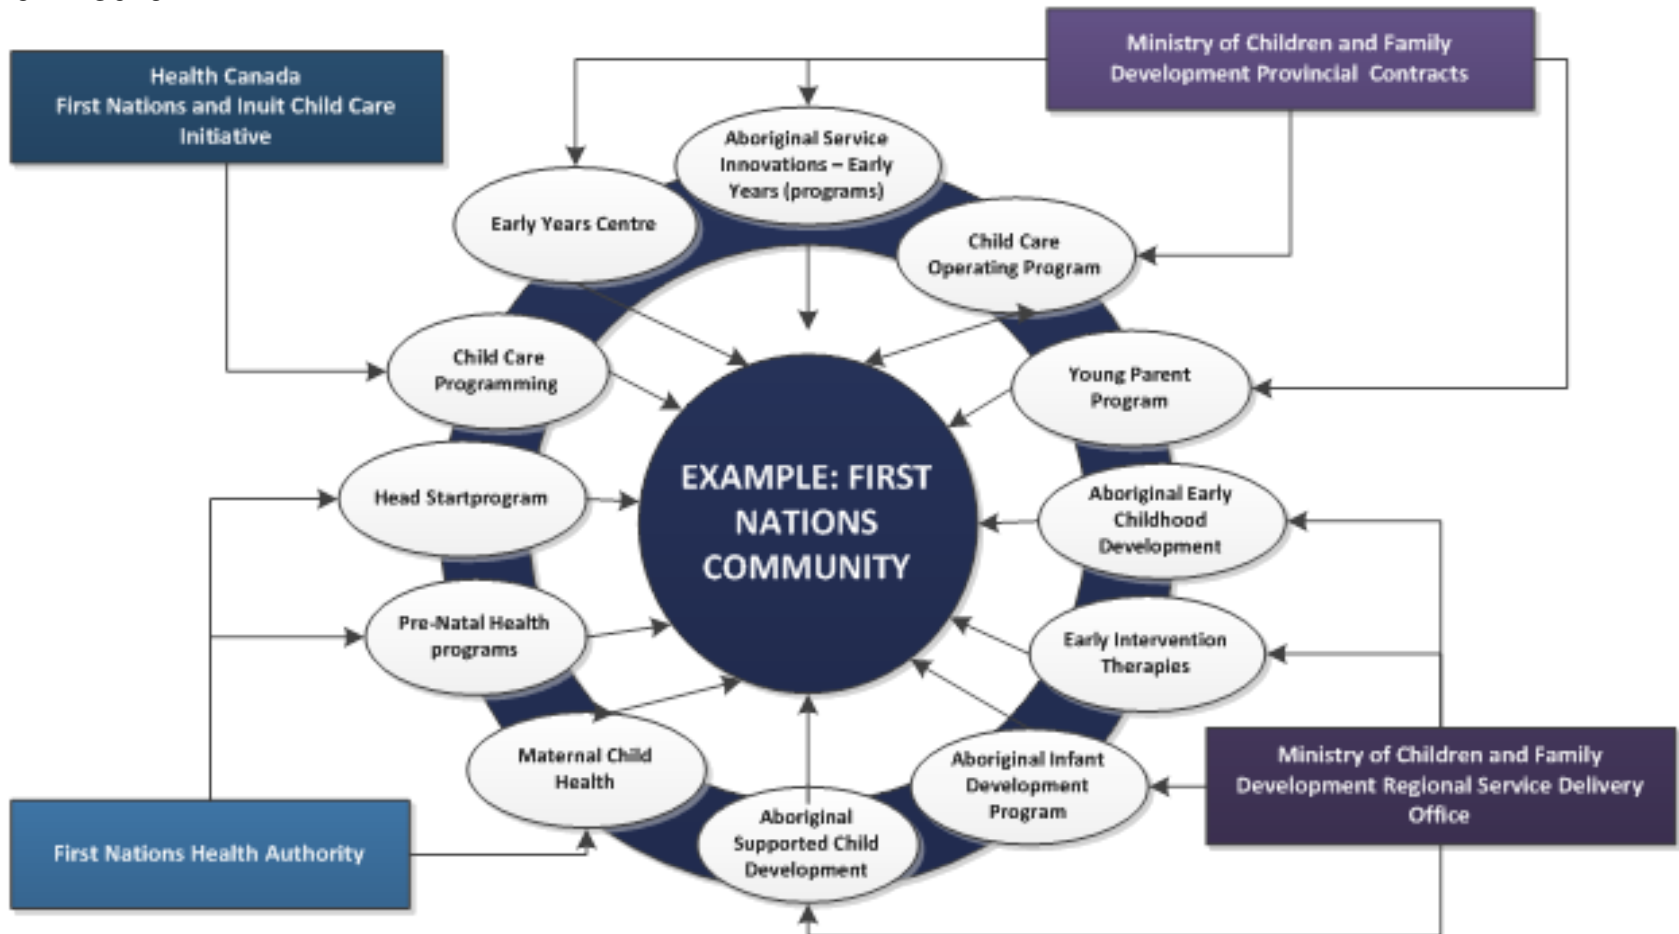 Health Canada
First Nations and Inuit Child Care
Initiative
Ministry of Children and Family
Development Provincial Contracts
Aboriginal Service
Innovations – Early
Years (programs)
Early Years Centre
Child Care
Operating Program
Child Care
Programming
Young Parent
Program
Head Startprogram
EXAMPLE: FIRST
NATIONS
COMMUNITY
Aboriginal Early
Childhood
Development
Pre-Natal Health
programs
Early Intervention
Therapies
Maternal Child
Health
Aboriginal Infant
Development
Program
Ministry of Children and Family
Development Regional Service Delivery
Office
Aboriginal
Supported Child
Development
First Nations Health Authority